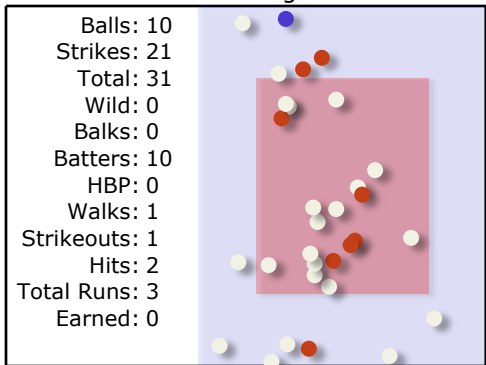 Balls: 10
Strikes: 21
Total: 31
Wild: 0
Balks: 0
Batters: 10
HBP: 0
Walks: 1
Strikeouts: 1
Hits: 2
Total Runs: 3
Earned: 0